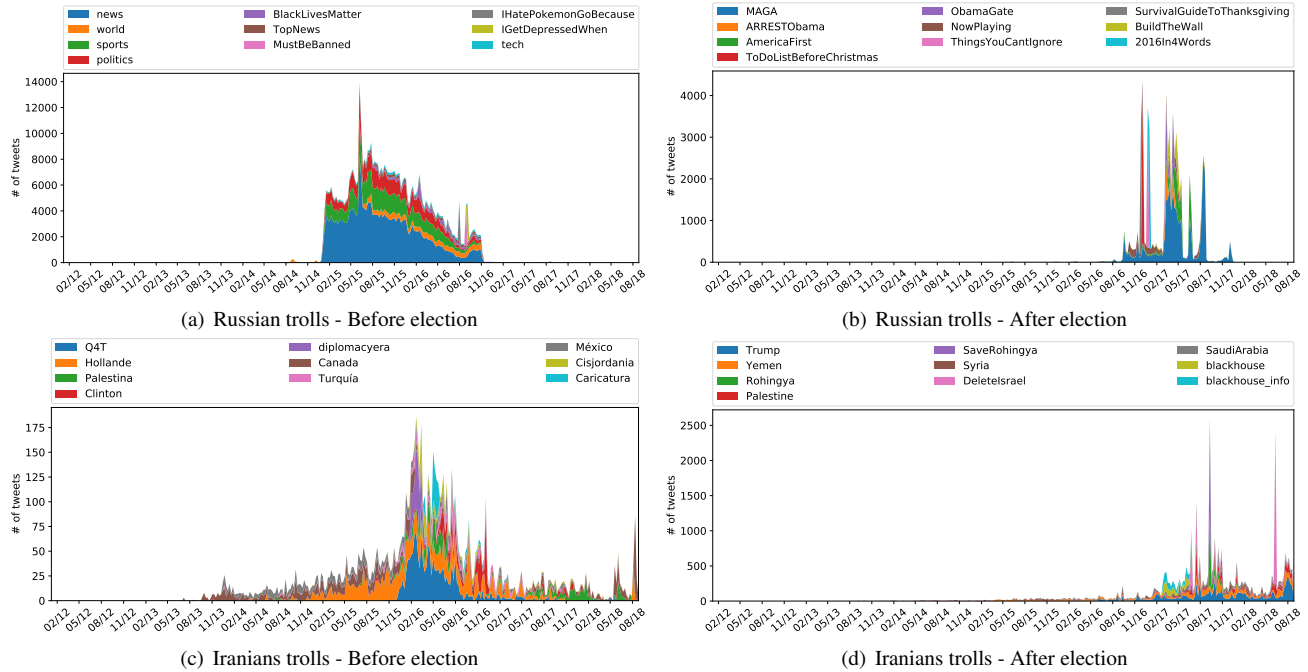 news BlackLivesMatter IHatePokemonGoBecause
world TopNews IGetDepressedWhen
sports MustBeBanned tech
politics
# of tweets
14000
12000
10000
8000
6000
4000
2000
0
02/12 05/12 08/12 11/12 02/13 05/13 08/13 11/13 02/14 05/14 08/14 11/14 02/15 05/15 08/15 11/15 02/16 05/16 08/16 11/16 02/17 05/17 08/17 11/17 02/18 05/18 08/18
(a) Russian trolls - Before election
MAGA ObamaGate SurvivalGuideToThanksgiving
ARRESTObama NowPlaying BuildTheWall
AmericaFirst ThingsYouCantIgnore 2016In4Words
ToDoListBeforeChristmas
# of tweets
4000
3000
2000
1000
0
02/12 05/12 08/12 11/12 02/13 05/13 08/13 11/13 02/14 05/14 08/14 11/14 02/15 05/15 08/15 11/15 02/16 05/16 08/16 11/16 02/17 05/17 08/17 11/17 02/18 05/18 08/18
(b) Russian trolls - After election
Q4T diplomacyera México
Hollande Canada Cisjordania
Palestina Turquía Caricatura
Clinton
# of tweets
175
150
125
100
75
50
25
0
02/12 05/12 08/12 11/12 02/13 05/13 08/13 11/13 02/14 05/14 08/14 11/14 02/15 05/15 08/15 11/15 02/16 05/16 08/16 11/16 02/17 05/17 08/17 11/17 02/18 05/18 08/18
(c) Iranians trolls - Before election
Trump SaveRohingya SaudiArabia
Yemen Syria blackhouse
Rohingya DeleteIsrael blackhouse_info
Palestine
# of tweets
2500
2000
1500
1000
500
0
02/12 05/12 08/12 11/12 02/13 05/13 08/13 11/13 02/14 05/14 08/14 11/14 02/15 05/15 08/15 11/15 02/16 05/16 08/16 11/16 02/17 05/17 08/17 11/17 02/18 05/18 08/18
(d) Iranians trolls - After election